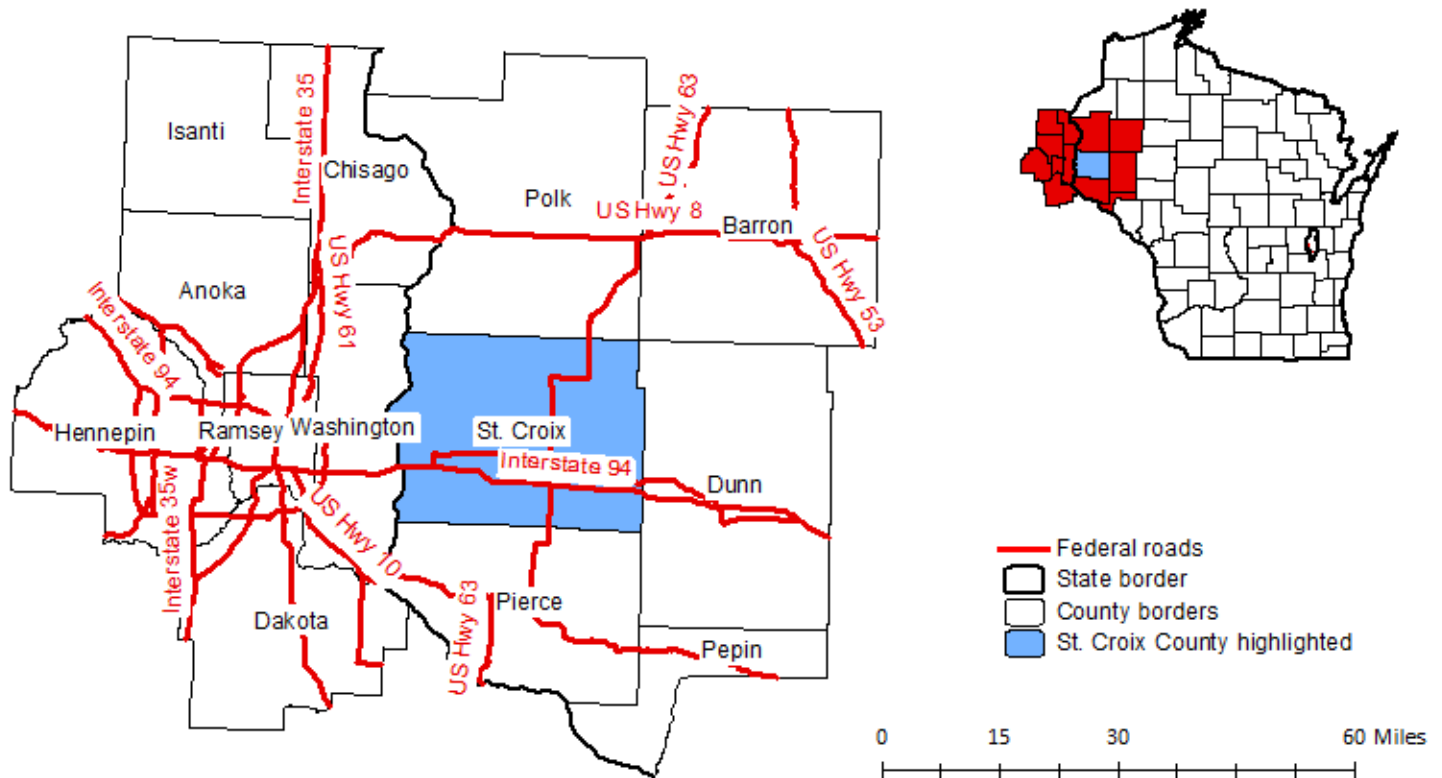 Isanti
Interstate 35
Chisago
Polk
US Hwy 63
US Hwy 8
Barron
US Hwy 53
Anoka
US Hwy 61
Interstate 94
Hennepin
Ramsey
Washington
St. Croix
Interstate 94
Dunn
Interstate 35w
US Hwy 10
Dakota
US Hwy 63
Pierce
Pepin
Federal roads
State border
County borders
St. Croix County highlighted
0 15 30 60 Miles